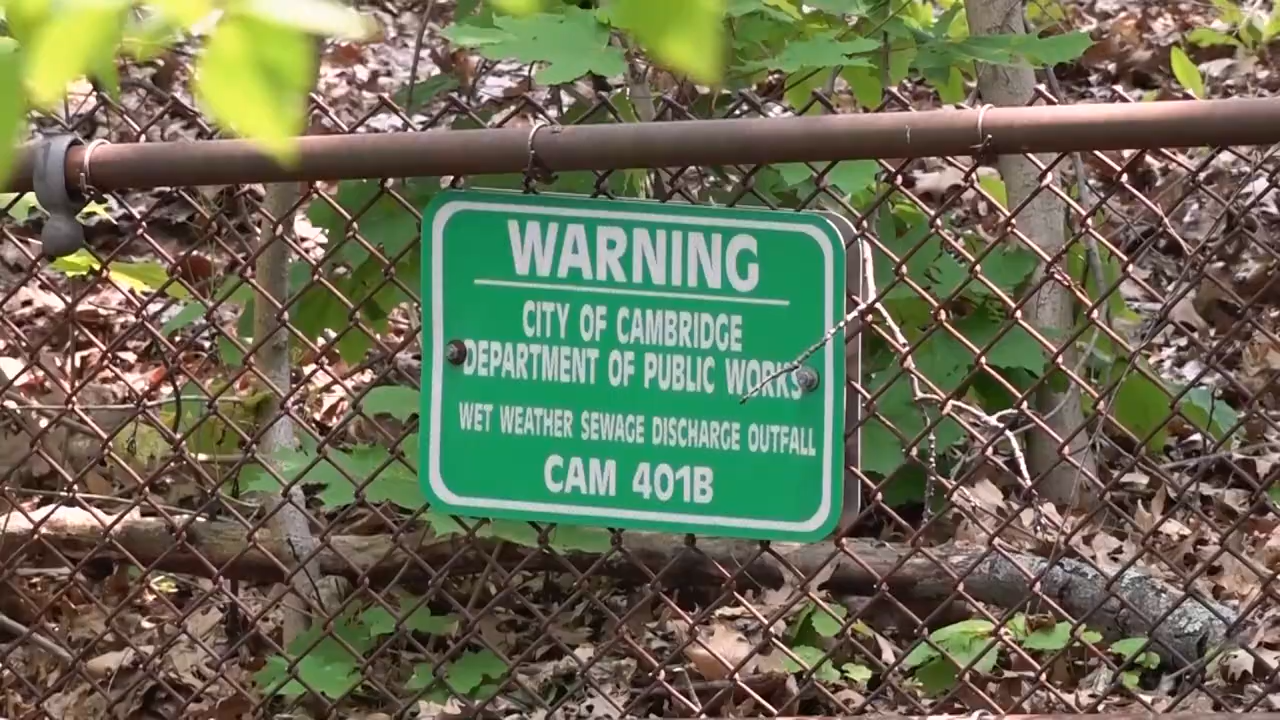 WARNING
CITY OF CAMBRIDGE
DEPARTMENT OF PUBLIC WORKS
WET WEATHER SEWAGE DISCHARGE OUTFALL
CAM 401B